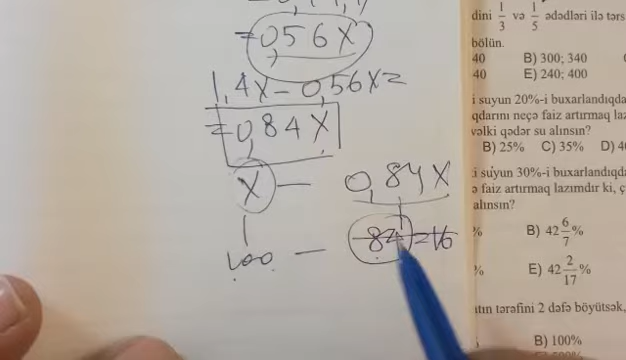 =0,56X
1,4X-0,56X=
=0,84X
X - 0,84X
100 - 84=16
dini 1/3 və 1/5 ədədləri ilə tərs
bölün.
40 B) 300; 340
40 E) 240; 400
i suyun 20%-i buxarlandıqda
qdarını neçə faiz artırmaq laz
vəlki qədər su alınsın?
B) 25% C) 35% D) 4
i suyun 30%-i buxarlandıqda
ə faiz artırmaq lazımdır ki, ç
alınsın?
% B) 42 6/7 %
% E) 42 2/17 %
atın tərəfini 2 dəfə böyütsək,
B) 100%